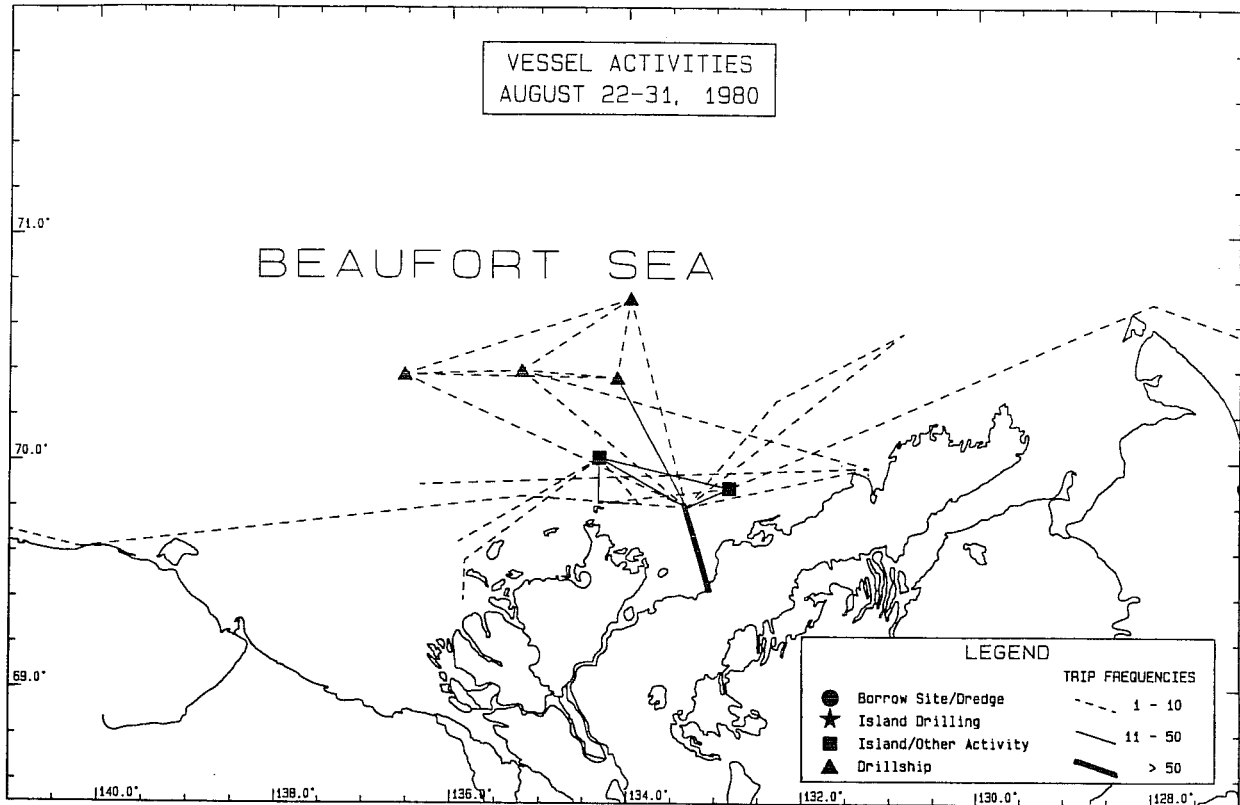 VESSEL ACTIVITIES
AUGUST 22-31, 1980
71.0°
BEAUFORT SEA
70.0°
69.0°
LEGEND
TRIP FREQUENCIES
Borrow Site/Dredge
1 - 10
Island Drilling
11 - 50
Island/Other Activity
> 50
Drillship
140.0°
138.0°
136.0°
134.0°
132.0°
130.0°
128.0°